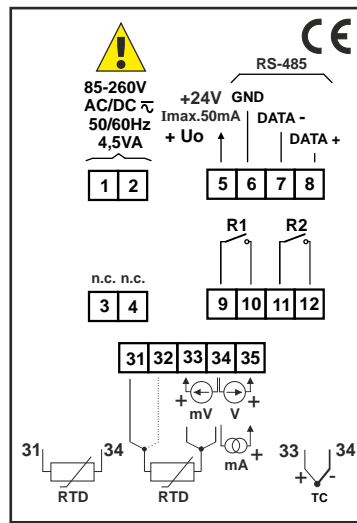 CE
RS-485
85-260V
AC/DC
50/60Hz
4,5VA
+24V GND
Imax.50mA
+ Uo
DATA -
DATA +
1 2
5 6 7 8
R1 R2
n.c. n.c.
3 4
9 10 11 12
31 32 33 34 35
+ mV V +
31 34
RTD
RTD
mA +
33 34
+ -
TC